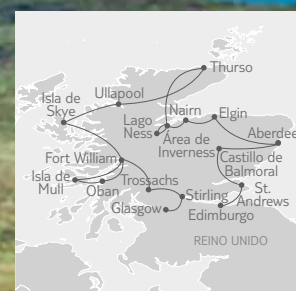 Thurso
Ullapool
Isla de
Skye
Nairn
Elgin
Lago
Ness
Área de
Inverness
Aberdee
Castillo de
Balmoral
Fort William
Isla de
Mull
Oban
Trossachs
St.
Andrews
Stirling
Glasgow
Edimburgo
REINO UNIDO